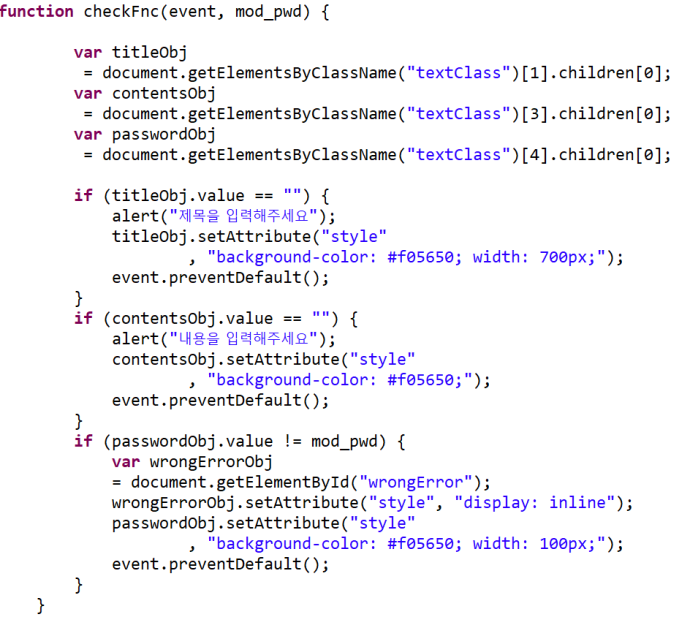 function checkFnc(event, mod_pwd) {
var titleObj
= document.getElementsByClassName("textClass")[1].children[0];
var contentsObj
= document.getElementsByClassName("textClass")[3].children[0];
var passwordObj
= document.getElementsByClassName("textClass")[4].children[0];
if (titleObj.value == "") {
alert("제목을 입력해주세요");
titleObj.setAttribute("style"
, "background-color: #f05650; width: 700px;");
event.preventDefault();
}
if (contentsObj.value == "") {
alert("내용을 입력해주세요");
contentsObj.setAttribute("style"
, "background-color: #f05650;");
event.preventDefault();
}
if (passwordObj.value != mod_pwd) {
var wrongErrorObj
= document.getElementById("wrongError");
wrongErrorObj.setAttribute("style", "display: inline");
passwordObj.setAttribute("style"
, "background-color: #f05650; width: 100px;");
event.preventDefault();
}
}